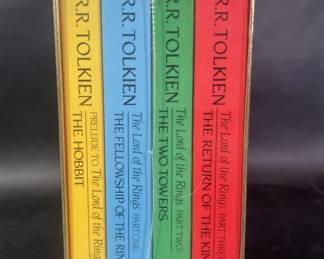 R.R. TOLKIEN
PRELUDE TO The Lord of the Rings
THE HOBBIT
R.R. TOLKIEN
The Lord of the Rings PART ONE
THE FELLOWSHIP OF THE RIN
R.R. TOLKIEN
The Lord of the Rings PART TWO
THE TWO TOWERS
R.R. TOLKIEN
The Lord of the Rings PART THREE
THE RETURN OF THE KIN